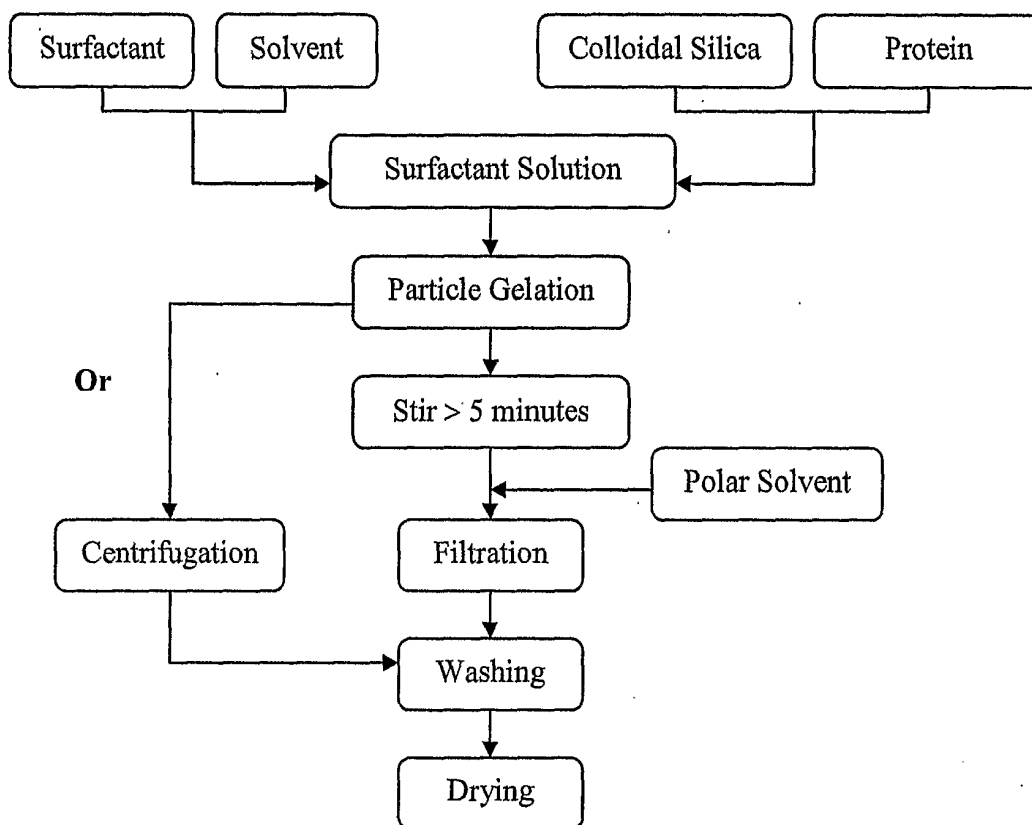 Surfactant
Solvent
Colloidal Silica
Protein
Surfactant Solution
Particle Gelation
Or
Stir > 5 minutes
Polar Solvent
Centrifugation
Filtration
Washing
Drying